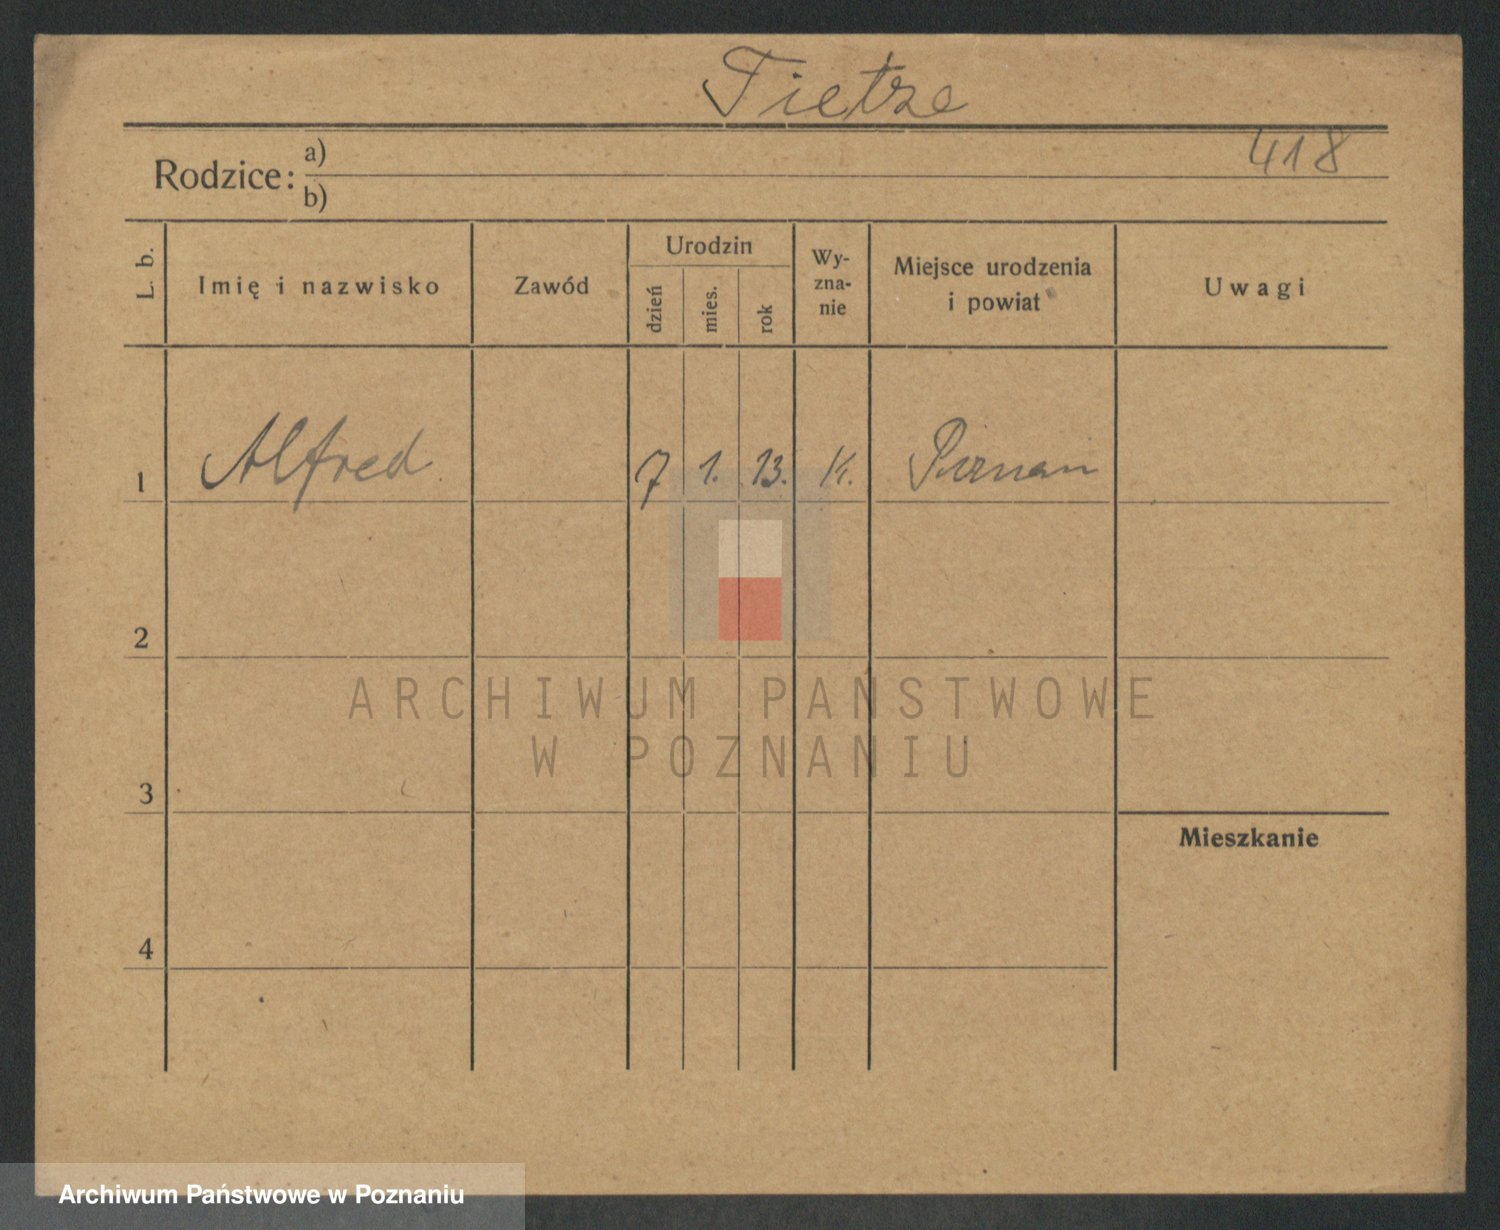 Tietze
418
Rodzice: a)
b)
L. b. Imię i nazwisko Zawód Urodzin dzień mies. rok Wy-zna-nie Miejsce urodzenia i powiat Uwagi
1 Alfred 7 1. 13. K. Poznan
2
ARCHIWUM PAŃSTWOWE
W POZNANIU
3
Mieszkanie
4
Archiwum Państwowe w Poznaniu